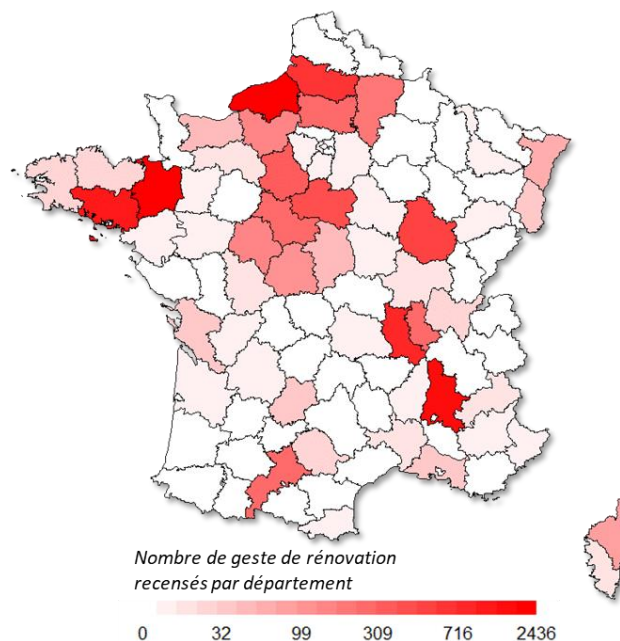 Nombre de geste de rénovation
recensés par département
0 32 99 309 716 2436